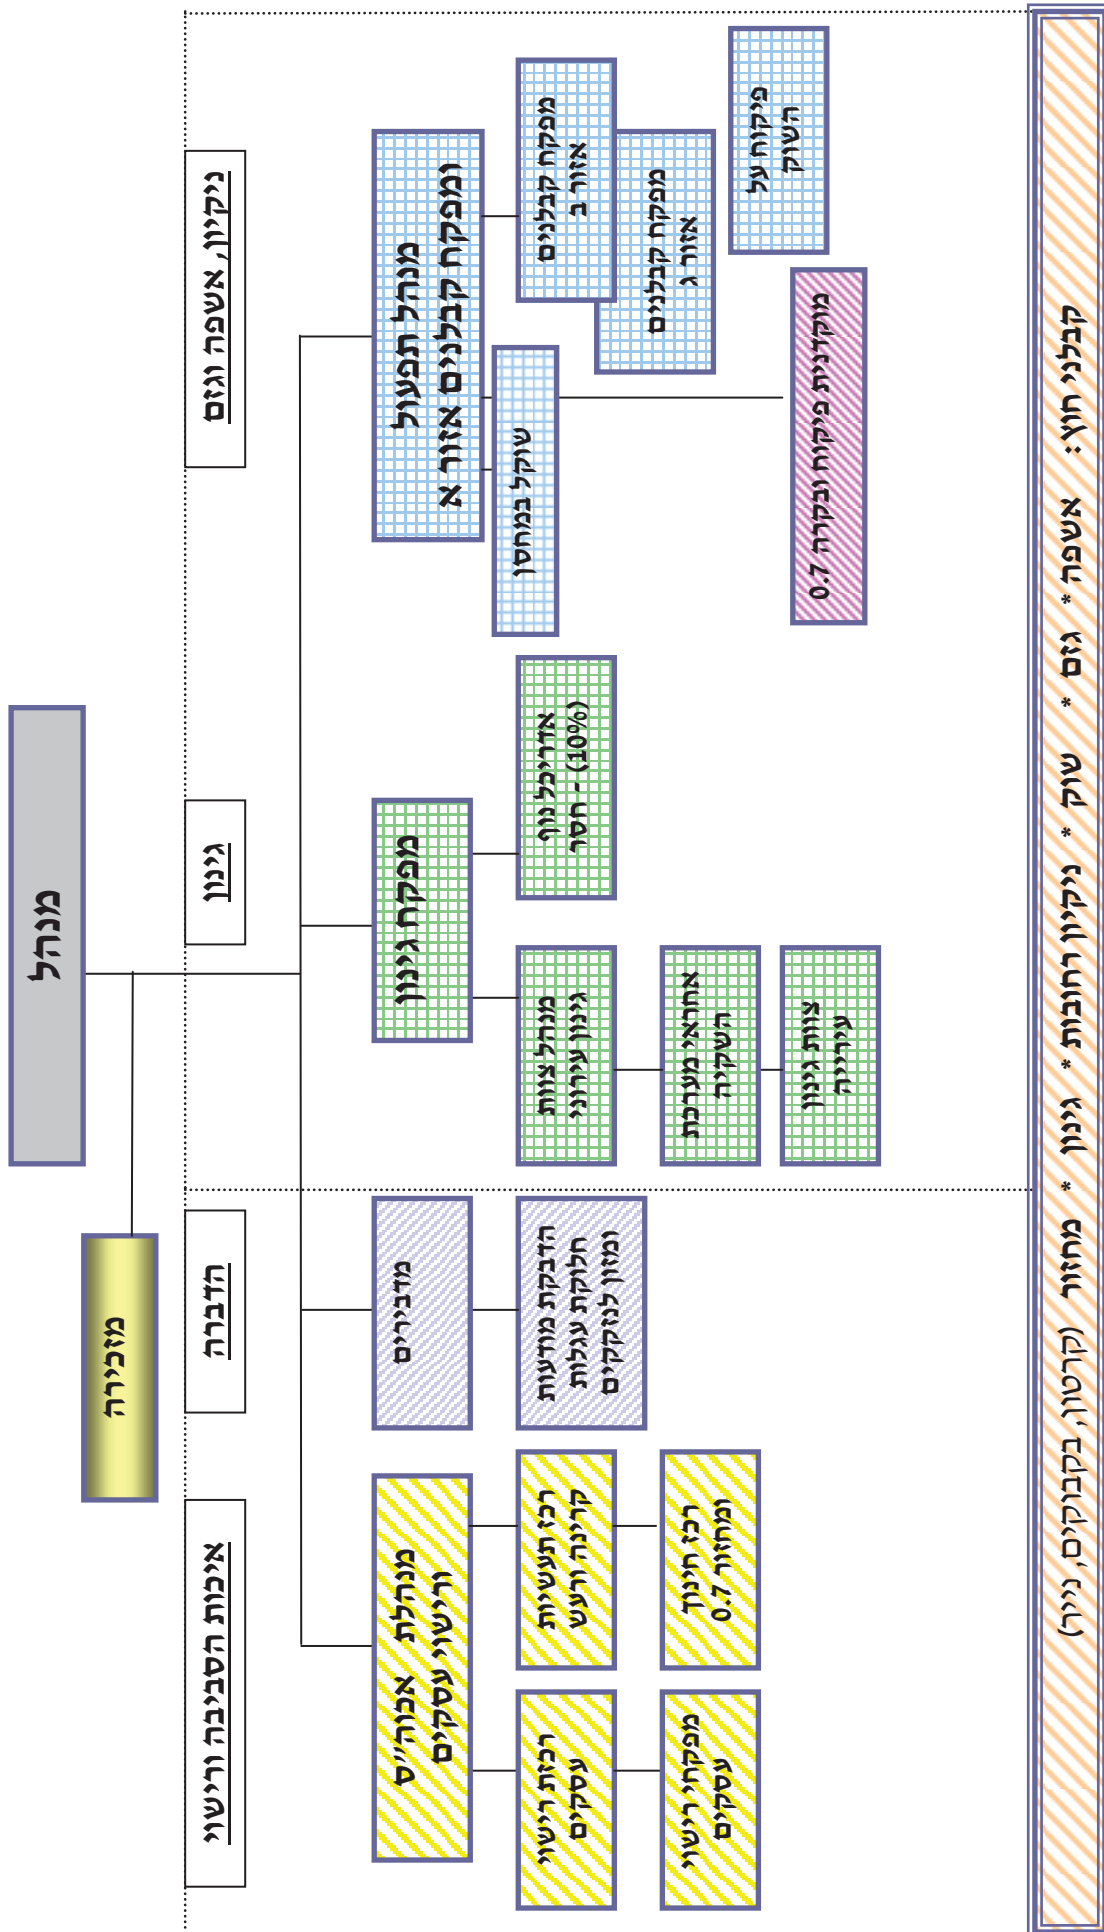 מנהל
מזכירה
ניקיון, אשפה וגזם
גינון
הדברה
איכות הסביבה ורישוי
מנהל תפעול
ומפקח קבלנים אזור א
מפקח קבלנים
אזור ב
מפקח קבלנים
אזור ג
פיקוח על
השוק
שוקל במחסן
מוקדנית פיקוח ובקרה 0.7
מפקח גינון
אדריכל נוף
חסר - (10%)
מנהל צוות
גינון עירוני
אחראי מערכת
השקיה
צוות גינון
עירייה
מדבירים
הדבקת מודעות
חלוקת עגלות
ומזון לנזקקים
מנהלת אכוה״ס
ורישוי עסקים
רכז תעשיות
קרינה ורעש
רכז חינוך
ומחזור 0.7
רכזת רישוי
עסקים
מפקחי רישוי
עסקים
קבלני חוץ: אשפה * גזם * שוק * ניקיון רחובות * גינון * מחזור (קרטון, בקבוקים, נייר)